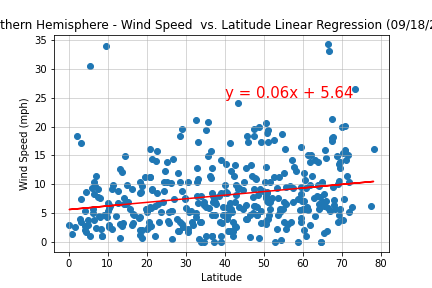 thern Hemisphere - Wind Speed vs. Latitude Linear Regression (09/18/2
35
30
25
20
15
10
5
0
Wind Speed (mph)
y = 0.06x + 5.64
0 10 20 30 40 50 60 70 80
Latitude